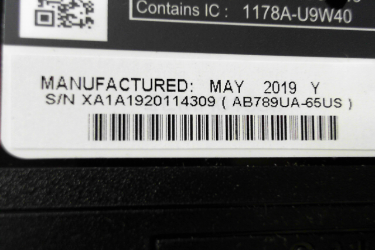 Contains IC : 1178A-U9W40
MANUFACTURED: MAY 2019 Y
S/N XA1A1920114309 ( AB789UA-65US )